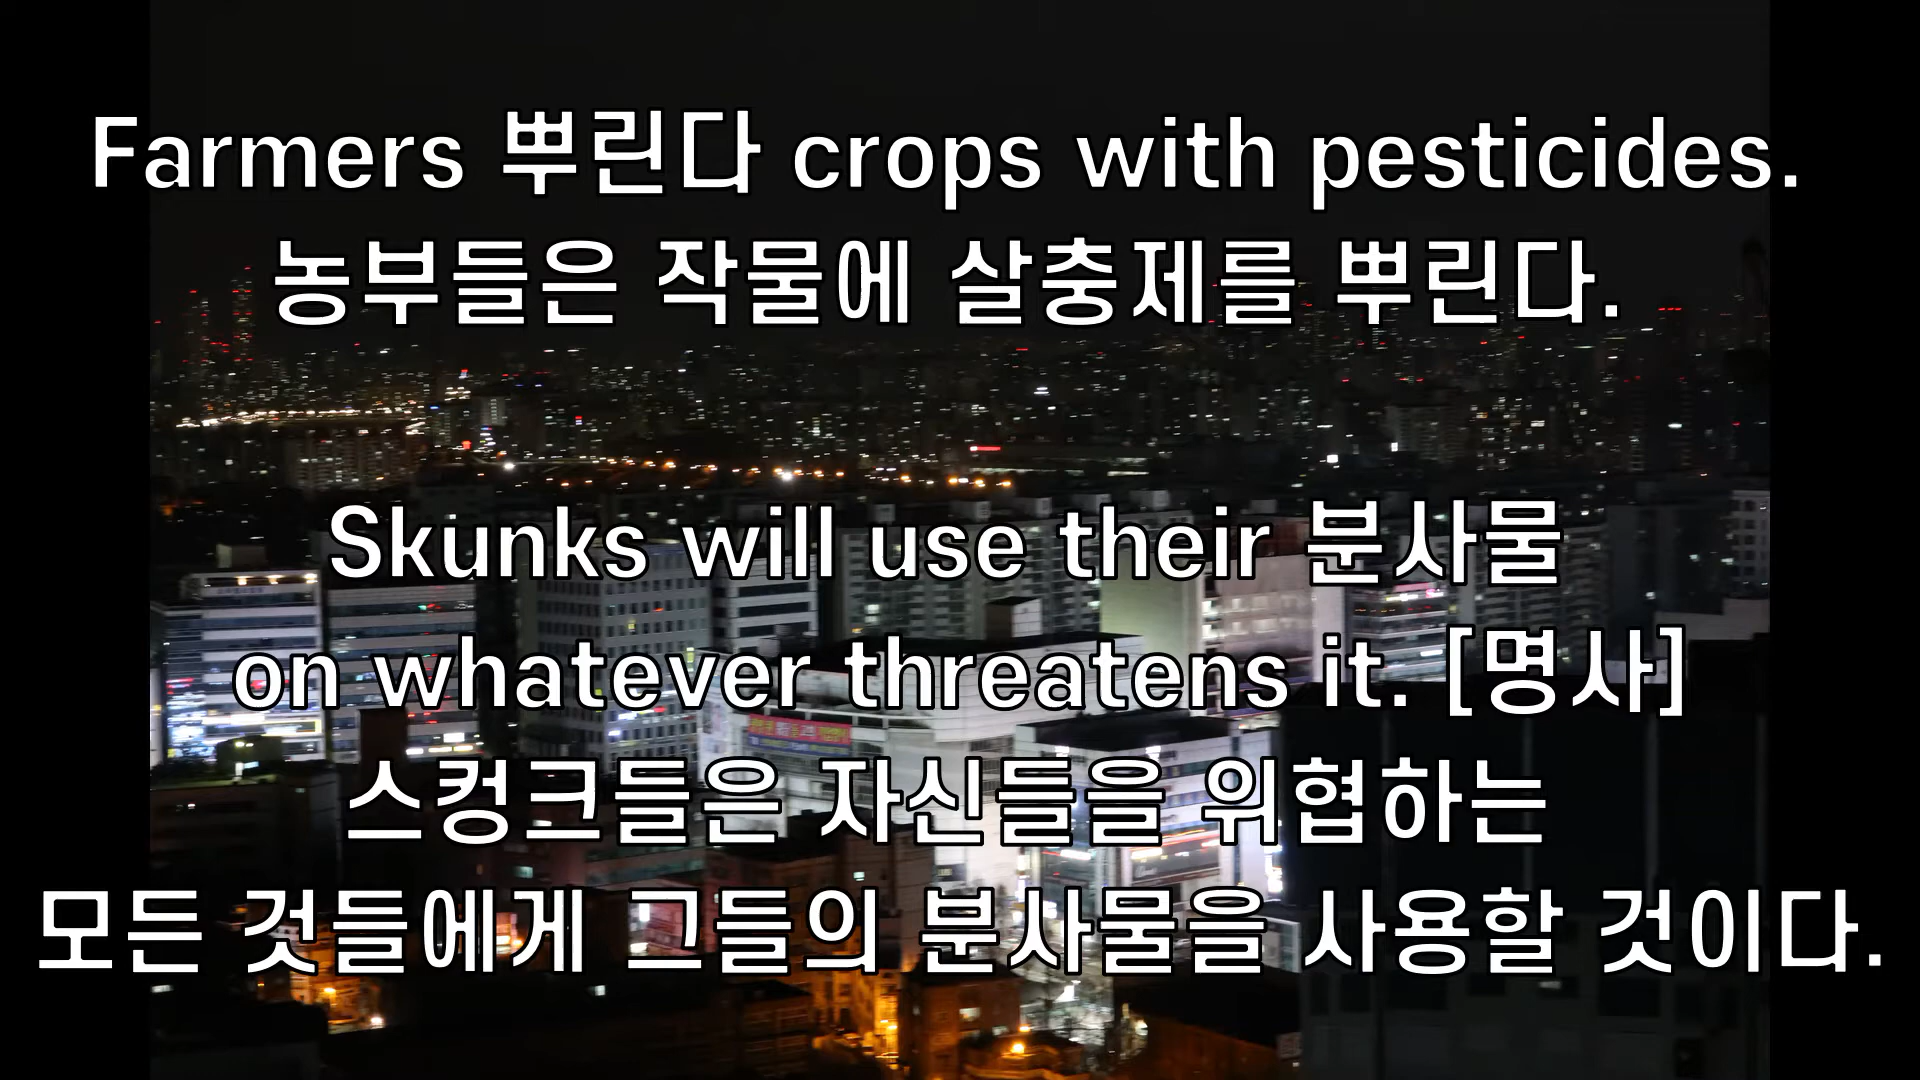 Farmers 뿌린다 crops with pesticides.
농부들은 작물에 살충제를 뿌린다.
Skunks will use their 분사물
on whatever threatens it. [명사]
스컹크들은 자신들을 위협하는
모든 것들에게 그들의 분사물을 사용할 것이다.